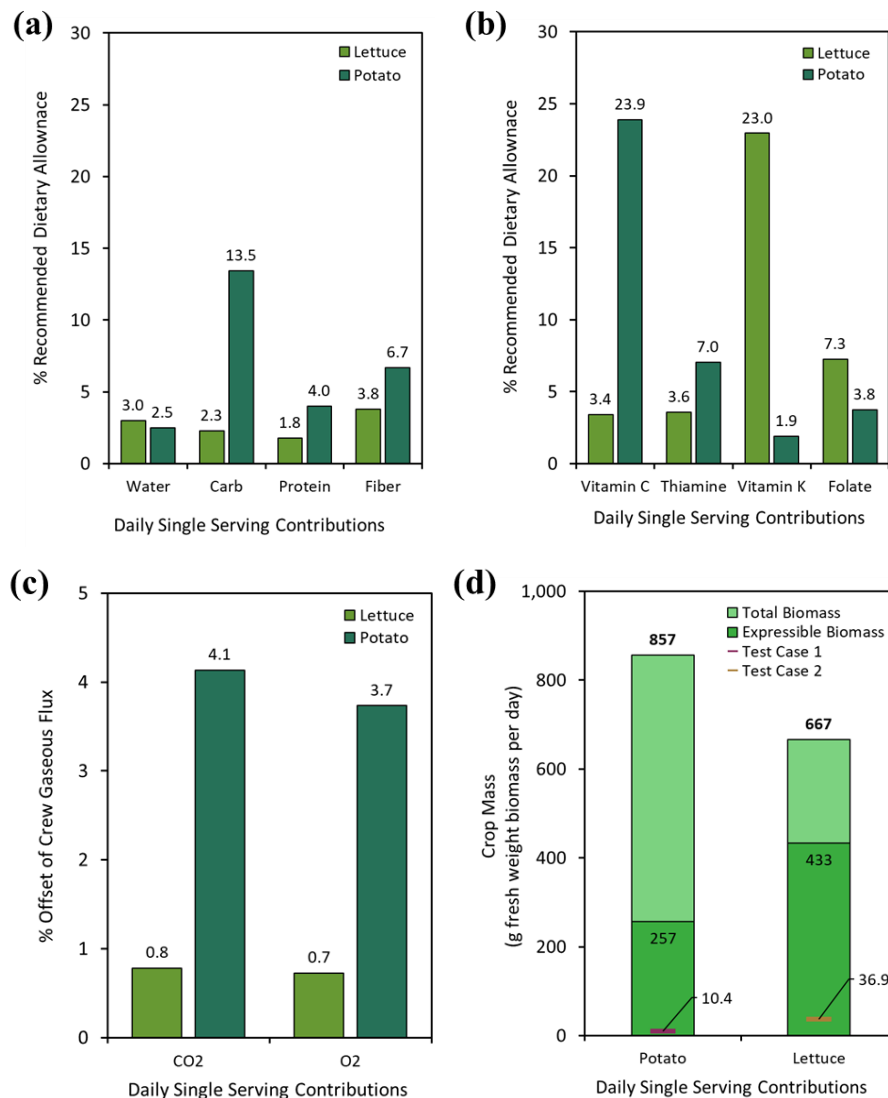 (a)
30
25
20
15
10
5
0
% Recommended Dietary Allownace
Lettuce
Potato
3.0
2.5
2.3
13.5
1.8
4.0
3.8
6.7
Water Carb Protein Fiber
Daily Single Serving Contributions
(b)
30
25
20
15
10
5
0
% Recommended Dietary Allownace
Lettuce
Potato
3.4
23.9
3.6
7.0
23.0
1.9
7.3
3.8
Vitamin C Thiamine Vitamin K Folate
Daily Single Serving Contributions
(c)
5
4
3
2
1
0
% Offset of Crew Gaseous Flux
Lettuce
Potato
0.8
4.1
0.7
3.7
CO2 O2
Daily Single Serving Contributions
(d)
1,000
800
600
400
200
0
Crop Mass
(g fresh weight biomass per day)
Total Biomass
Expressible Biomass
Test Case 1
Test Case 2
857
257
10.4
667
433
36.9
Potato Lettuce
Daily Single Serving Contributions